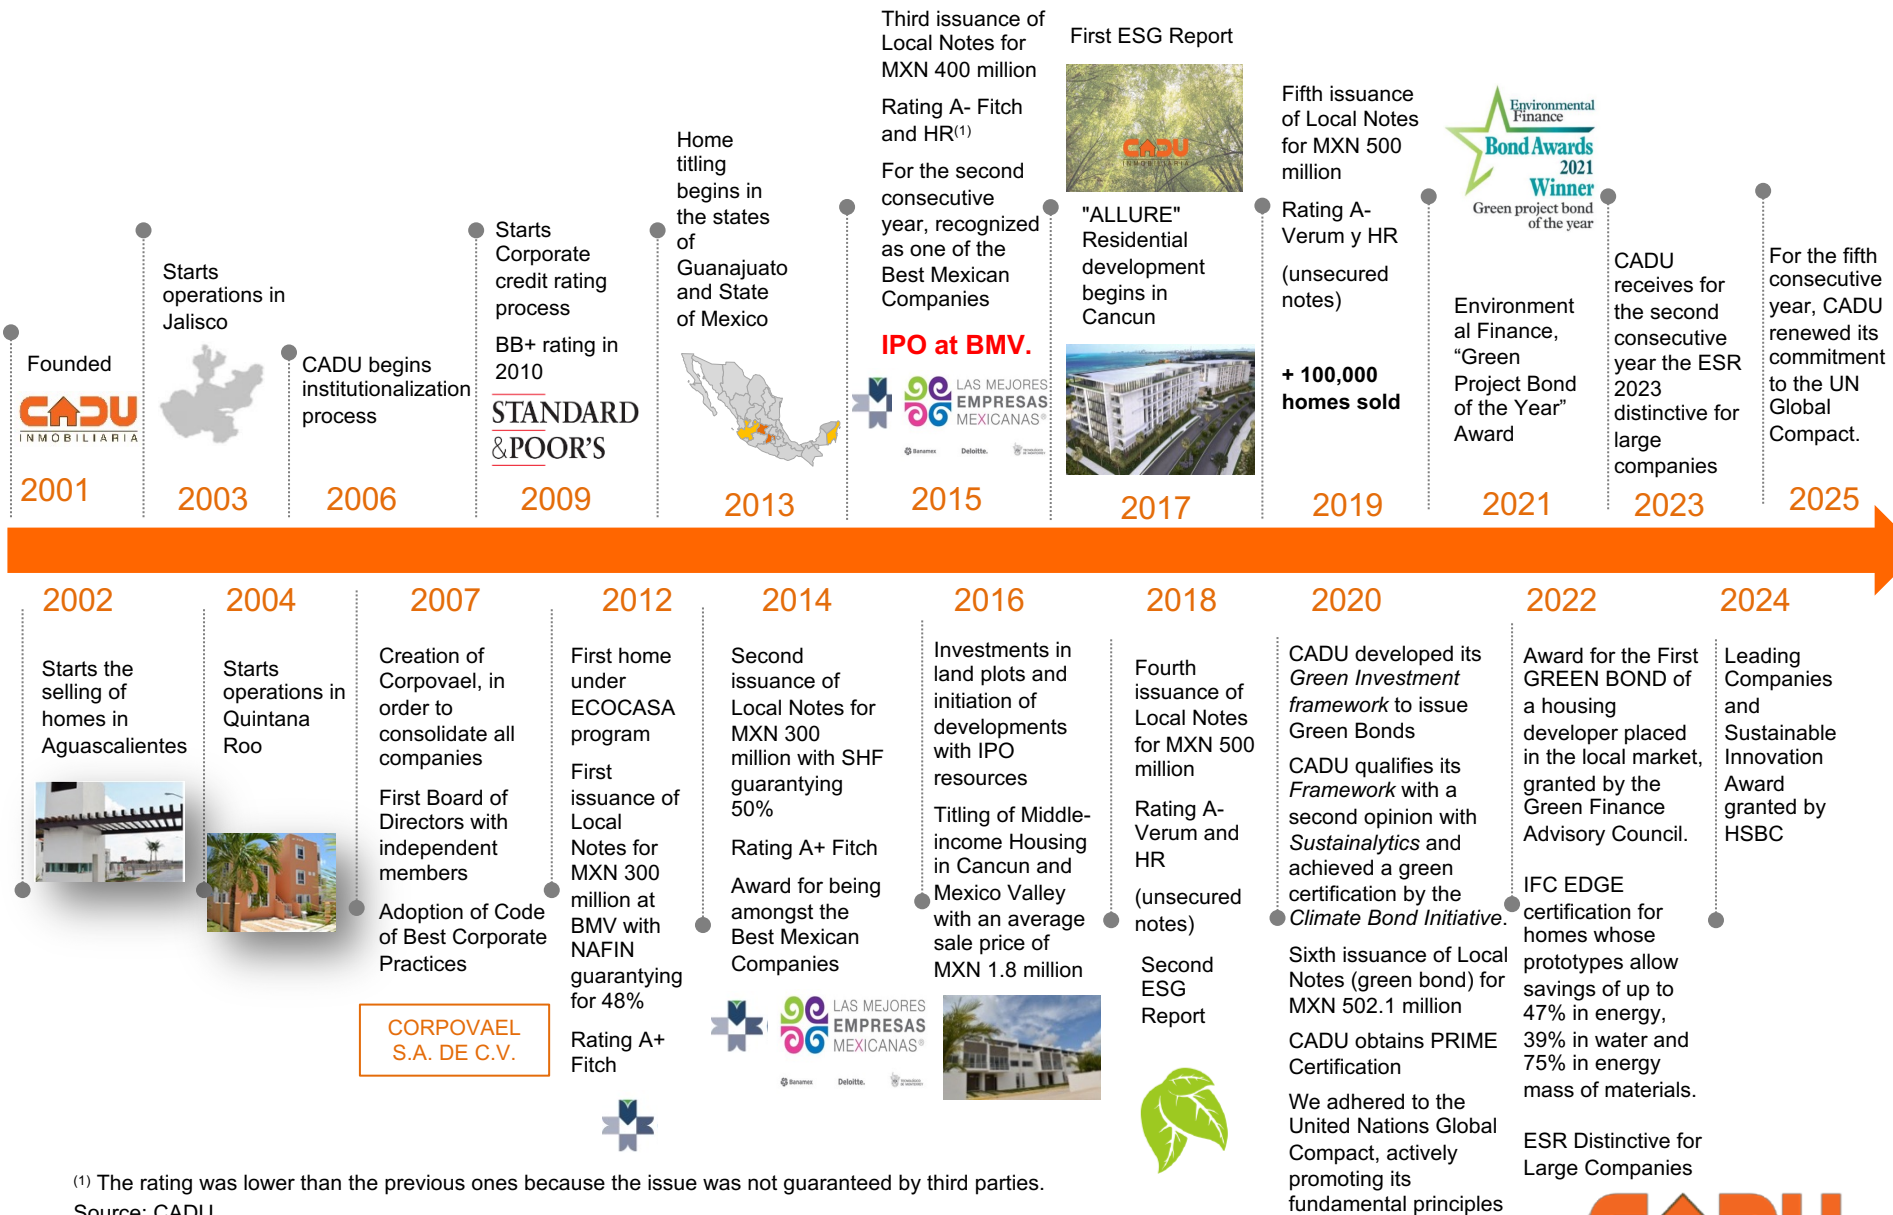 Founded
CADU
INMOBILIARIA
2001
Starts
operations in
Jalisco
2003
CADU begins
institutionalization
process
2006
Starts
Corporate
credit rating
process
BB+ rating in
2010
STANDARD
&POOR'S
2009
Home
titling
begins in
the states
of
Guanajuato
and State
of Mexico
2013
Third issuance of
Local Notes for
MXN 400 million
Rating A- Fitch
and HR(1)
For the second
consecutive
year, recognized
as one of the
Best Mexican
Companies
IPO at BMV.
LAS MEJORES
EMPRESAS
MEXICANAS®
Banamex Deloitte.
2015
First ESG Report
CADU
INMOBILIARIA
"ALLURE"
Residential
development
begins in
Cancun
2017
Fifth issuance
of Local Notes
for MXN 500
million
Rating A-
Verum y HR
(unsecured
notes)
+ 100,000
homes sold
2019
Environmental
Finance
Bond Awards
2021
Winner
Green project bond
of the year
Environment
al Finance,
“Green
Project Bond
of the Year”
Award
2021
CADU
receives for
the second
consecutive
year the ESR
2023
distinctive for
large
companies
2023
For the fifth
consecutive
year, CADU
renewed its
commitment
to the UN
Global
Compact.
2025
2002
Starts the
selling of
homes in
Aguascalientes
2004
Starts
operations in
Quintana
Roo
2007
Creation of
Corpovael, in
order to
consolidate all
companies
First Board of
Directors with
independent
members
Adoption of Code
of Best Corporate
Practices
CORPOVAEL
S.A. DE C.V.
2012
First home
under
ECOCASA
program
First
issuance of
Local
Notes for
MXN 300
million at
BMV with
NAFIN
guarantying
for 48%
Rating A+
Fitch
2014
Second
issuance of
Local Notes for
MXN 300
million with SHF
guarantying
50%
Rating A+ Fitch
Award for being
amongst the
Best Mexican
Companies
LAS MEJORES
EMPRESAS
MEXICANAS®
Banamex Deloitte.
2016
Investments in
land plots and
initiation of
developments
with IPO
resources
Titling of Middle-
income Housing
in Cancun and
Mexico Valley
with an average
sale price of
MXN 1.8 million
2018
Fourth
issuance of
Local Notes
for MXN 500
million
Rating A-
Verum and
HR
(unsecured
notes)
Second
ESG
Report
2020
CADU developed its
Green Investment
framework to issue
Green Bonds
CADU qualifies its
Framework with a
second opinion with
Sustainalytics and
achieved a green
certification by the
Climate Bond Initiative.
Sixth issuance of Local
Notes (green bond) for
MXN 502.1 million
CADU obtains PRIME
Certification
We adhered to the
United Nations Global
Compact, actively
promoting its
fundamental principles
2022
Award for the First
GREEN BOND of
a housing
developer placed
in the local market,
granted by the
Green Finance
Advisory Council.
IFC EDGE
certification for
homes whose
prototypes allow
savings of up to
47% in energy,
39% in water and
75% in energy
mass of materials.
ESR Distinctive for
Large Companies
2024
Leading
Companies
and
Sustainable
Innovation
Award
granted by
HSBC
(1) The rating was lower than the previous ones because the issue was not guaranteed by third parties.
Source: CADU
CADU